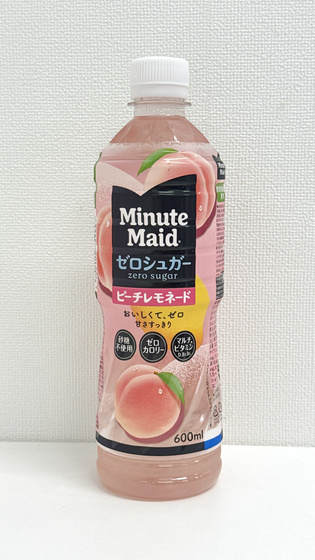 Minute
Maid
ゼロシュガー
zero sugar
ピーチレモネード
おいしくて、ゼロ
甘さすっきり
砂糖
不使用
ゼロ
カロリー
マルチ
ビタミン
600ml